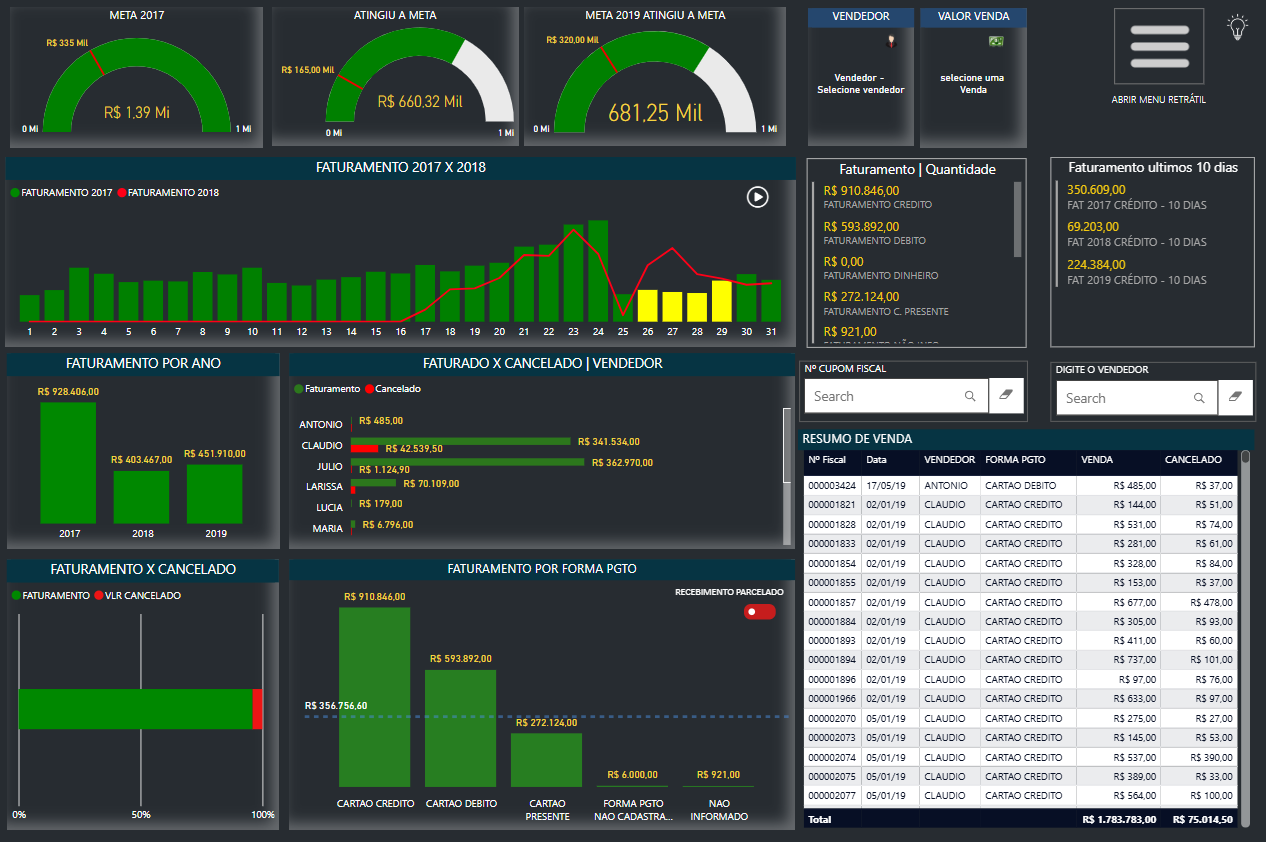 META 2017
R$ 335 Mil
R$ 1,39 Mi
0 Mi
1 Mi
ATINGIU A META
R$ 165,00 Mil
R$ 660,32 Mil
0 Mi
1 Mi
META 2019 ATINGIU A META
R$ 320,00 Mil
681,25 Mil
0 Mi
1 Mi
VENDEDOR
Vendedor -
Selecione vendedor
VALOR VENDA
selecione uma
Venda
ABRIR MENU RETRÁTIL
FATURAMENTO 2017 X 2018
FATURAMENTO 2017
FATURAMENTO 2018
1 2 3 4 5 6 7 8 9 10 11 12 13 14 15 16 17 18 19 20 21 22 23 24 25 26 27 28 29 30 31
Faturamento | Quantidade
R$ 910.846,00
FATURAMENTO CREDITO
R$ 593.892,00
FATURAMENTO DEBITO
R$ 0,00
FATURAMENTO DINHEIRO
R$ 272.124,00
FATURAMENTO C. PRESENTE
R$ 921,00
Faturamento ultimos 10 dias
350.609,00
FAT 2017 CRÉDITO - 10 DIAS
69.203,00
FAT 2018 CRÉDITO - 10 DIAS
224.384,00
FAT 2019 CRÉDITO - 10 DIAS
FATURAMENTO POR ANO
R$ 928.406,00
R$ 403.467,00
R$ 451.910,00
2017 2018 2019
FATURADO X CANCELADO | VENDEDOR
Faturamento
Cancelado
ANTONIO R$ 485,00
CLAUDIO R$ 341.534,00
R$ 42.539,50
JULIO R$ 362.970,00
R$ 1.124,90
LARISSA R$ 70.109,00
LUCIA R$ 179,00
MARIA R$ 6.796,00
Nº CUPOM FISCAL
Search
DIGITE O VENDEDOR
Search
FATURAMENTO X CANCELADO
FATURAMENTO
VLR CANCELADO
0% 50% 100%
FATURAMENTO POR FORMA PGTO
RECEBIMENTO PARCELADO
R$ 910.846,00
R$ 593.892,00
R$ 356.756,60
R$ 272.124,00
R$ 6.000,00
R$ 921,00
CARTAO CREDITO
CARTAO DEBITO
CARTAO
PRESENTE
FORMA PGTO
NAO CADASTRA...
NAO
INFORMADO
RESUMO DE VENDA
Nº Fiscal Data VENDEDOR FORMA PGTO VENDA CANCELADO
000003424 17/05/19 ANTONIO CARTAO DEBITO R$ 485,00 R$ 37,00
000001821 02/01/19 CLAUDIO CARTAO CREDITO R$ 144,00 R$ 51,00
000001828 02/01/19 CLAUDIO CARTAO CREDITO R$ 531,00 R$ 74,00
000001833 02/01/19 CLAUDIO CARTAO CREDITO R$ 281,00 R$ 61,00
000001854 02/01/19 CLAUDIO CARTAO CREDITO R$ 328,00 R$ 84,00
000001855 02/01/19 CLAUDIO CARTAO CREDITO R$ 153,00 R$ 37,00
000001857 02/01/19 CLAUDIO CARTAO CREDITO R$ 677,00 R$ 478,00
000001884 02/01/19 CLAUDIO CARTAO CREDITO R$ 305,00 R$ 93,00
000001893 02/01/19 CLAUDIO CARTAO CREDITO R$ 411,00 R$ 60,00
000001894 02/01/19 CLAUDIO CARTAO CREDITO R$ 737,00 R$ 101,00
000001896 02/01/19 CLAUDIO CARTAO CREDITO R$ 97,00 R$ 76,00
000001966 02/01/19 CLAUDIO CARTAO CREDITO R$ 633,00 R$ 97,00
000002070 05/01/19 CLAUDIO CARTAO CREDITO R$ 275,00 R$ 27,00
000002073 05/01/19 CLAUDIO CARTAO CREDITO R$ 145,00 R$ 53,00
000002074 05/01/19 CLAUDIO CARTAO CREDITO R$ 537,00 R$ 390,00
000002075 05/01/19 CLAUDIO CARTAO CREDITO R$ 389,00 R$ 33,00
000002077 05/01/19 CLAUDIO CARTAO CREDITO R$ 564,00 R$ 100,00
Total R$ 1.783.783,00 R$ 75.014,50